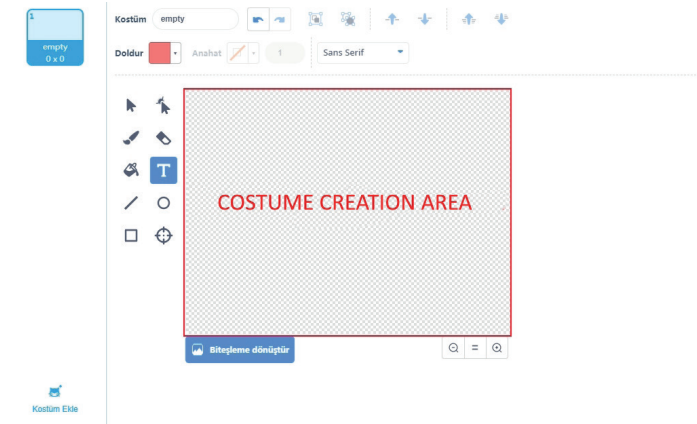 1
empty
0 x 0
Kostüm empty
Doldur Anahat 1 Sans Serif
T
COSTUME CREATION AREA
Biteşleme dönüştür
Kostüm Ekle